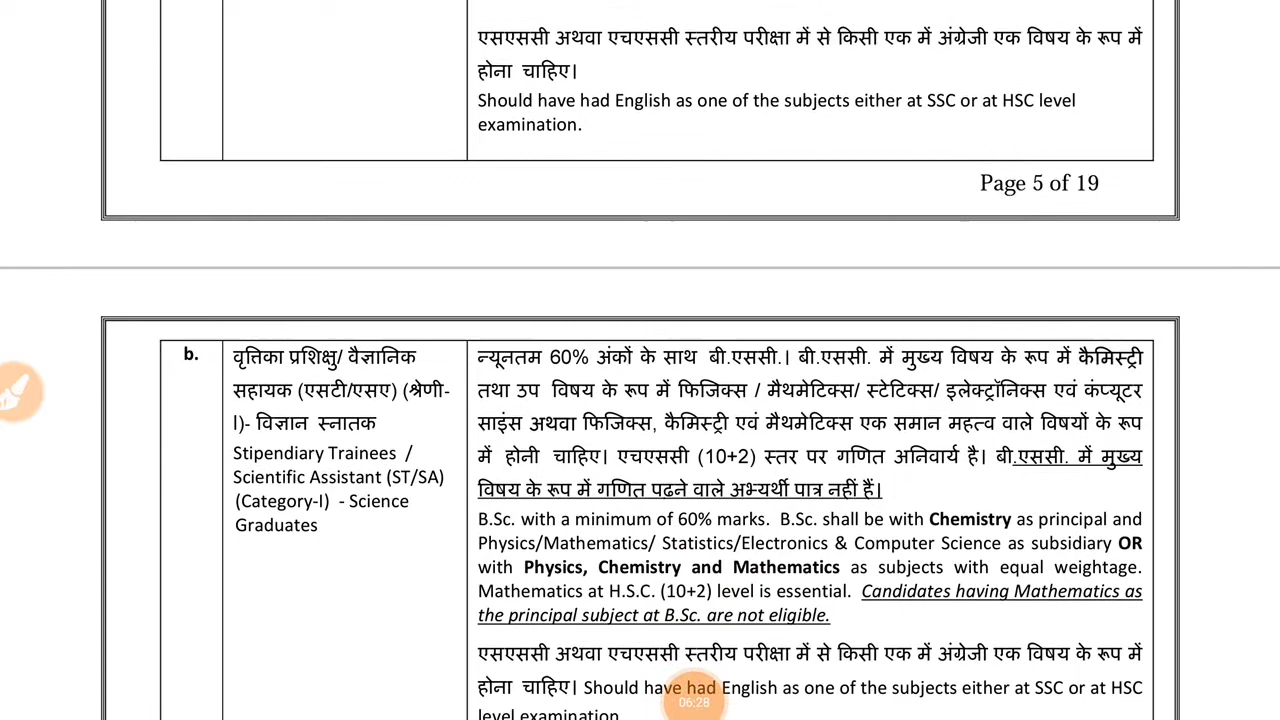 एसएससी अथवा एचएससी स्तरीय परीक्षा में से किसी एक में अंग्रेजी एक विषय के रूप में
होना चाहिए।
Should have had English as one of the subjects either at SSC or at HSC level
examination.
Page 5 of 19
b.
वृत्तिका प्रशिक्षु/ वैज्ञानिक
सहायक (एसटी/एसए) (श्रेणी-
I)- विज्ञान स्नातक
Stipendiary Trainees /
Scientific Assistant (ST/SA)
(Category-I) - Science
Graduates
न्यूनतम 60% अंकों के साथ बी.एससी.। बी.एससी. में मुख्य विषय के रूप में कैमिस्ट्री
तथा उप विषय के रूप में फिजिक्स / मैथमेटिक्स/ स्टेटिक्स/ इलेक्ट्रॉनिक्स एवं कंप्यूटर
साइंस अथवा फिजिक्स, कैमिस्ट्री एवं मैथमेटिक्स एक समान महत्व वाले विषयों के रूप
में होनी चाहिए। एचएससी (10+2) स्तर पर गणित अनिवार्य है। बी.एससी. में मुख्य
विषय के रूप में गणित पढने वाले अभ्यर्थी पात्र नहीं हैं।
B.Sc. with a minimum of 60% marks. B.Sc. shall be with Chemistry as principal and
Physics/Mathematics/ Statistics/Electronics & Computer Science as subsidiary OR
with Physics, Chemistry and Mathematics as subjects with equal weightage.
Mathematics at H.S.C. (10+2) level is essential. Candidates having Mathematics as
the principal subject at B.Sc. are not eligible.
एसएससी अथवा एचएससी स्तरीय परीक्षा में से किसी एक में अंग्रेजी एक विषय के रूप में
होना चाहिए। Should have had English as one of the subjects either at SSC or at HSC
level examination
06:28